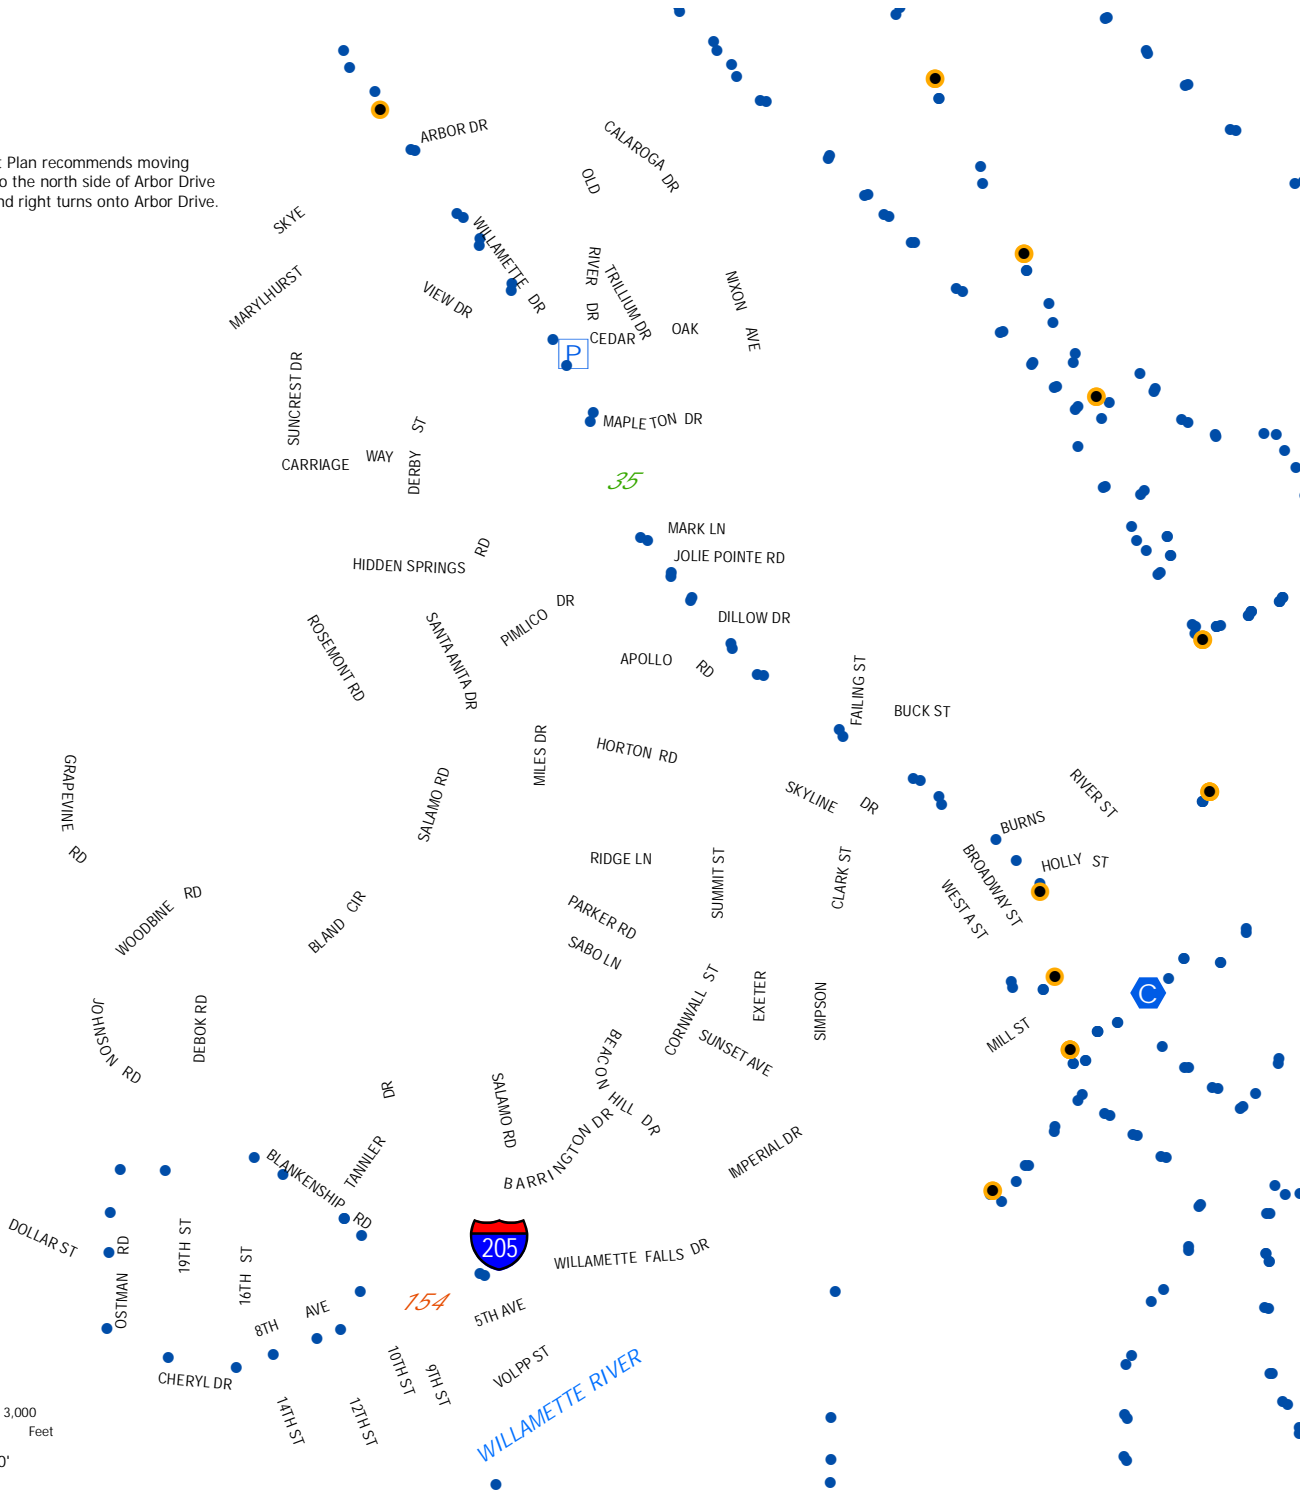 ARBOR DR
CALAROGA DR
Plan recommends moving
the north side of Arbor Drive
right turns onto Arbor Drive.
OLD
SKYE
WILLAMETTE DR
RIVER DR
TRILLIUM DR
NIXON AVE
MARYLHURST
VIEW DR
CEDAR
OAK
P
SUNCREST DR
MAPLETON DR
CARRIAGE WAY
DERBY ST
35
MARK LN
JOLIE POINTE RD
HIDDEN SPRINGS RD
PIMLICO DR
DILLOW DR
ROSEMONT RD
SANTA ANITA DR
APOLLO RD
FAILING ST
BUCK ST
GRAPEVINE RD
SALAMO RD
MILES DR
HORTON RD
SKYLINE DR
RIVER ST
BURNS
HOLLY ST
BROADWAY ST
WEST A ST
RIDGE LN
SUMMIT ST
CLARK ST
WOODBINE RD
BLAND CIR
PARKER RD
SABO LN
CORNWALL ST
EXETER
SIMPSON
C
JOHNSON RD
DEBOK RD
SUNSET AVE
MILL ST
BEACON HILL DR
DR
TANNLER
SALAMO RD
BARRINGTON DR
IMPERIAL DR
BLANKENSHIP RD
DOLLAR ST
OSTMAN RD
19TH ST
16TH ST
205
WILLAMETTE FALLS DR
154
8TH AVE
5TH AVE
CHERYL DR
10TH ST
9TH ST
VOLPP ST
WILLAMETTE RIVER
14TH ST
12TH ST
3,000
Feet
0'